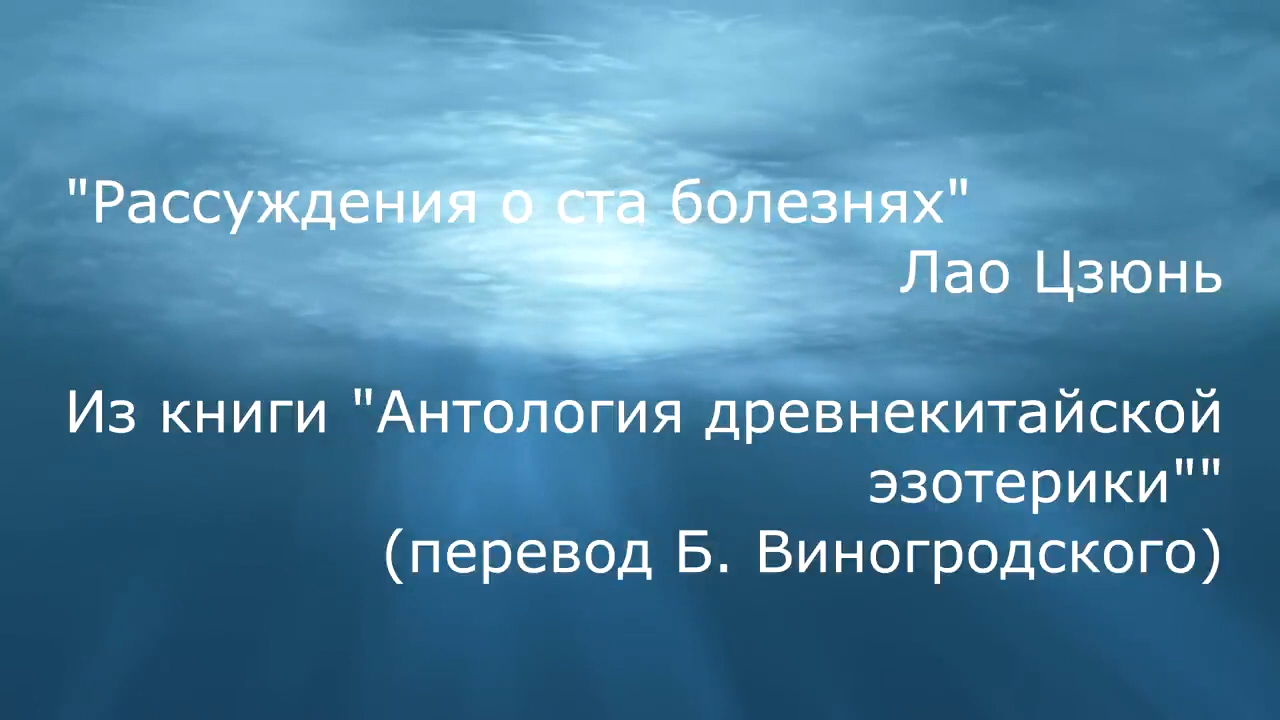 "Рассуждения о ста болезнях"
Лао Цзюнь
Из книги "Антология древнекитайской
эзотерики""
(перевод Б. Виногродского)